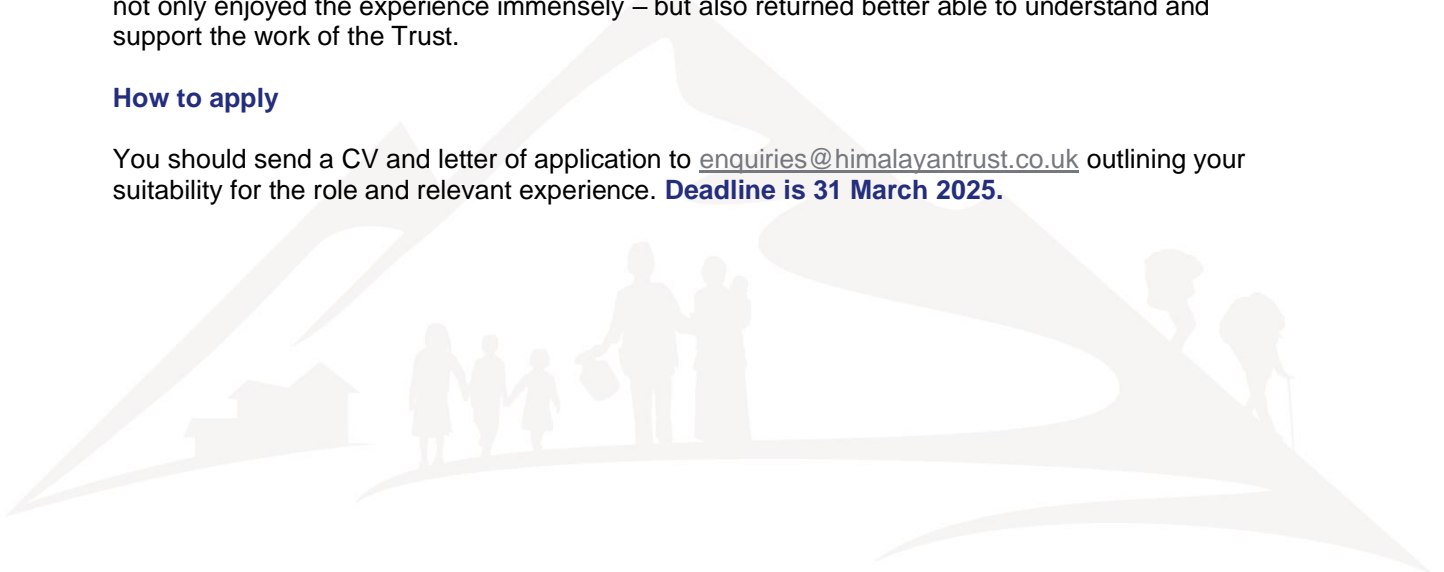 not only enjoyed the experience immensely – but also returned better able to understand and
support the work of the Trust.
How to apply
You should send a CV and letter of application to enquiries@himalayantrust.co.uk outlining your
suitability for the role and relevant experience. Deadline is 31 March 2025.